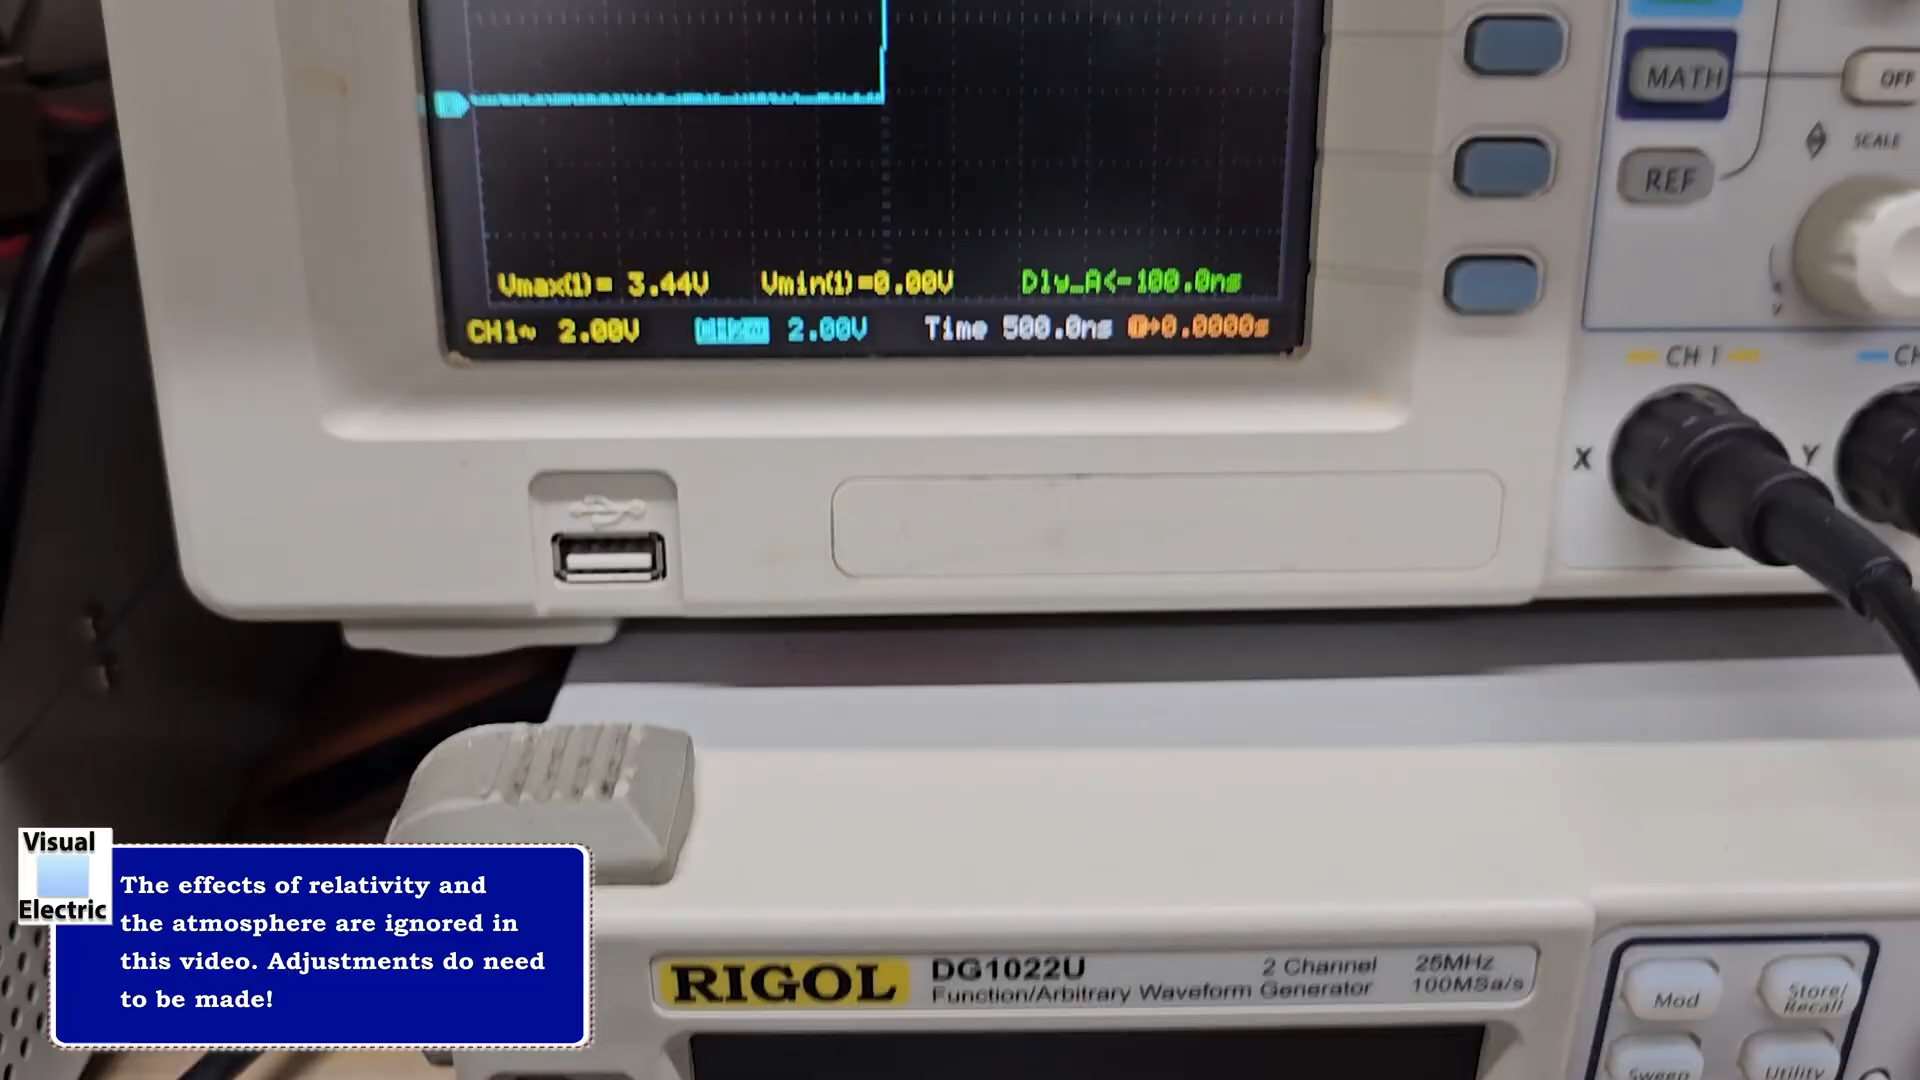 MATH
OFF
SCALE
REF
Vmax(1)= 3.44V Vmin(1)=0.00V Dly_A<-100.0ns
CH1~ 2.00V 2.00V Time 500.0ns 0.0000s
CH 1
X
Y
Visual
Electric
The effects of relativity and
the atmosphere are ignored in
this video. Adjustments do need
to be made!
RIGOL
DG1022U 2 Channel 25MHz
Function/Arbitrary Waveform Generator 100MSa/s
Mod
Store/
Recall
Sweep
Utility